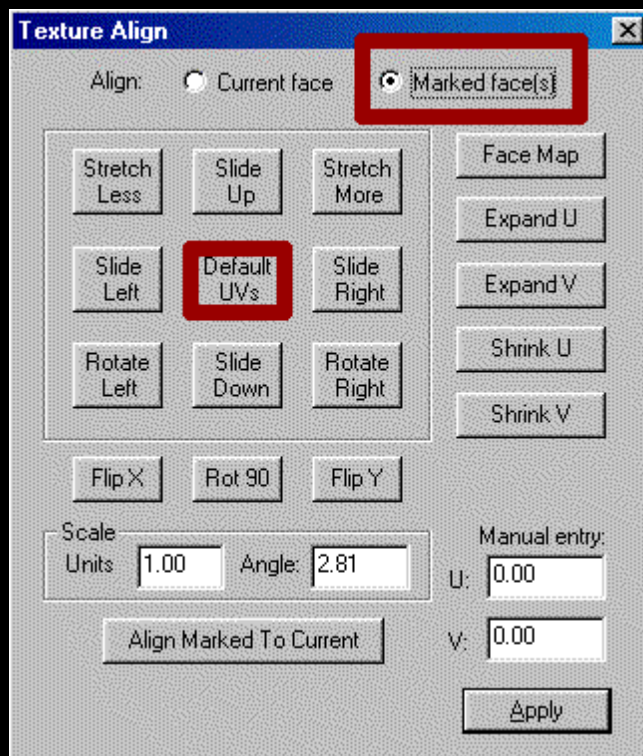 Texture Align
Align: Current face Marked face(s)
Stretch Less
Slide Up
Stretch More
Face Map
Expand U
Slide Left
Default UVs
Slide Right
Expand V
Rotate Left
Slide Down
Rotate Right
Shrink U
Shrink V
Flip X
Rot 90
Flip Y
Scale
Units 1.00 Angle: 2.81
Manual entry:
U: 0.00
V: 0.00
Align Marked To Current
Apply